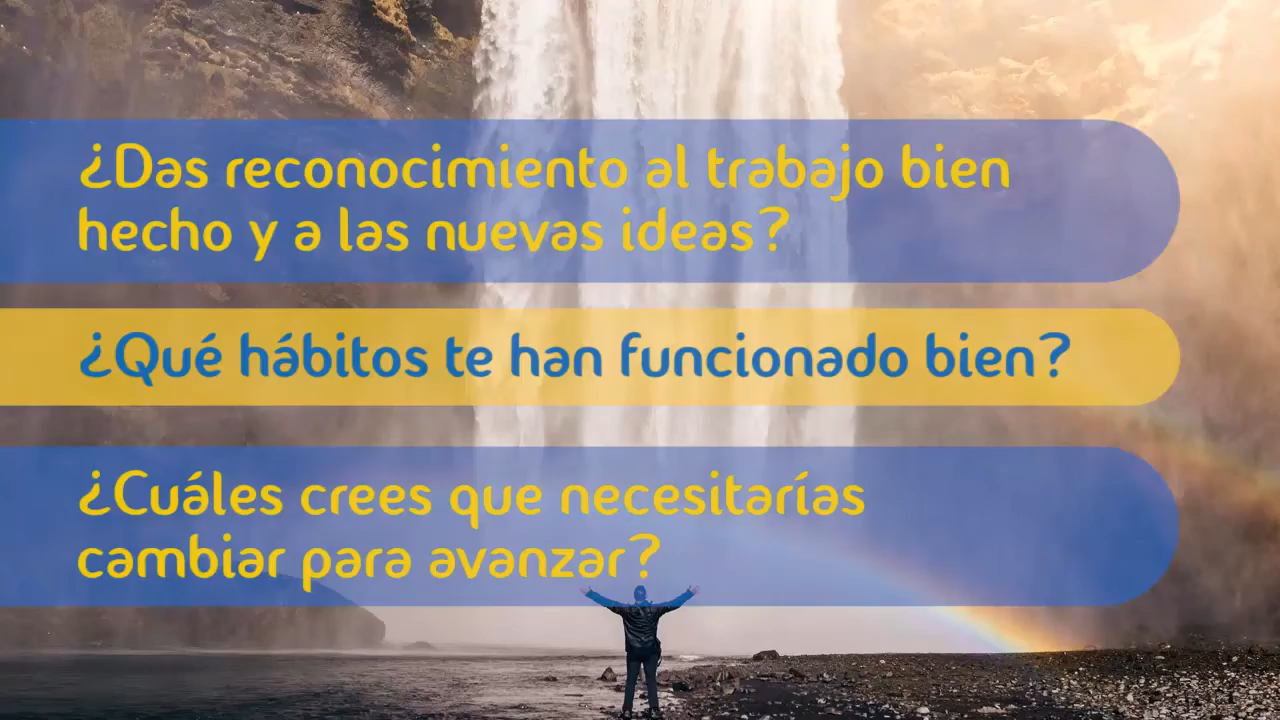 ¿Das reconocimiento al trabajo bien
hecho y a las nuevas ideas?
¿Qué hábitos te han funcionado bien?
¿Cuáles crees que necesitarías
cambiar para avanzar?